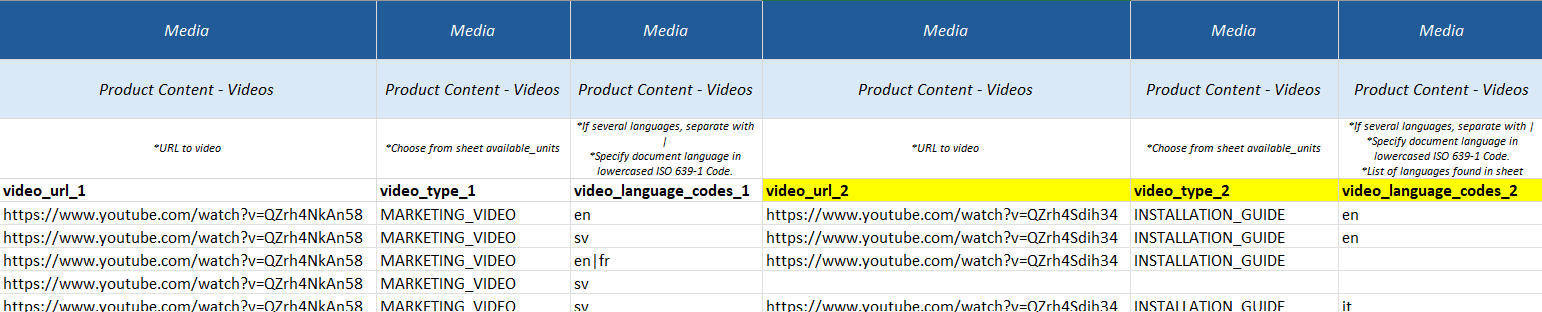 Media Media Media Media Media Media
Product Content - Videos Product Content - Videos Product Content - Videos Product Content - Videos Product Content - Videos Product Content - Videos
*URL to video
*Choose from sheet available_units
*If several languages, separate with
|
*Specify document language in
lowercased ISO 639-1 Code.
*URL to video
*Choose from sheet available_units
*If several languages, separate with |
*Specify document language in
lowercased ISO 639-1 Code.
*List of languages found in sheet
video_url_1 video_type_1 video_language_codes_1 video_url_2 video_type_2 video_language_codes_2
https://www.youtube.com/watch?v=QZrh4NkAn58 MARKETING_VIDEO en https://www.youtube.com/watch?v=QZrh4Sdih34 INSTALLATION_GUIDE en
https://www.youtube.com/watch?v=QZrh4NkAn58 MARKETING_VIDEO sv https://www.youtube.com/watch?v=QZrh4Sdih34 INSTALLATION_GUIDE en
https://www.youtube.com/watch?v=QZrh4NkAn58 MARKETING_VIDEO en|fr https://www.youtube.com/watch?v=QZrh4Sdih34 INSTALLATION_GUIDE
https://www.youtube.com/watch?v=QZrh4NkAn58 MARKETING_VIDEO sv
https://www.youtube.com/watch?v=QZrh4NkAn58 MARKETING_VIDEO sv https://www.youtube.com/watch?v=QZrh4Sdih34 INSTALLATION_GUIDE it